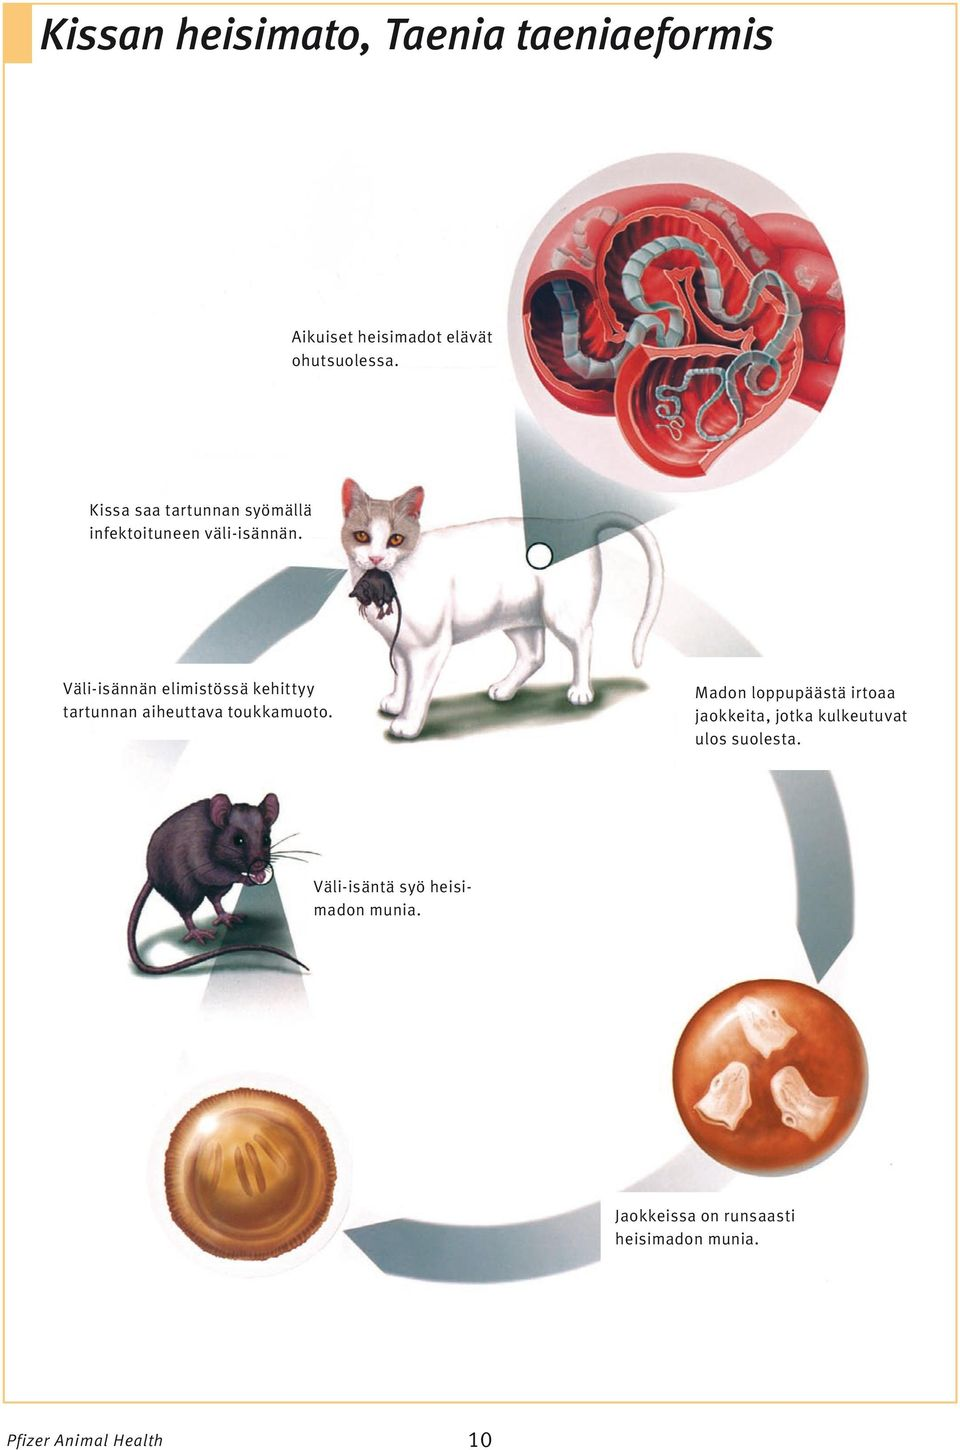 Kissan heisimato, Taenia taeniaeformis
Aikuiset heisimadot elävät
ohutsuolessa.
Kissa saa tartunnan syömällä
infektoituneen väli-isännän.
Väli-isännän elimistössä kehittyy
tartunnan aiheuttava toukkamuoto.
Madon loppupäästä irtoaa
jaokkeita, jotka kulkeutuvat
ulos suolesta.
Väli-isäntä syö heisi-
madon munia.
Jaokkeissa on runsaasti
heisimadon munia.
Pfizer Animal Health 10